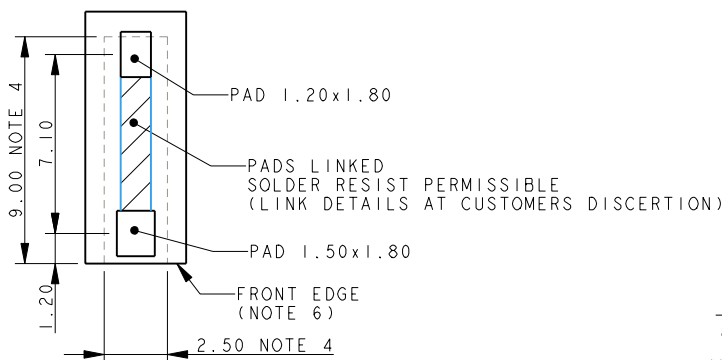 PAD 1.20x1.80
9.00 NOTE 4
7.10
PADS LINKED
SOLDER RESIST PERMISSIBLE
(LINK DETAILS AT CUSTOMERS DISCERTION)
PAD 1.50x1.80
1.20
FRONT EDGE
(NOTE 6)
2.50 NOTE 4